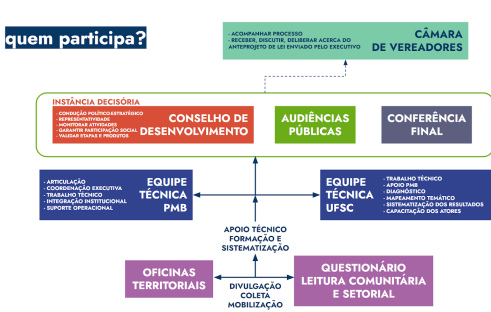 quem participa?
- ACOMPANHAR PROCESSO
- RECEBER, DISCUTIR, DELIBERAR ACERCA DO
ANTEPROJETO DE LEI ENVIADO PELO EXECUTIVO
CÂMARA
DE VEREADORES
INSTÂNCIA DECISÓRIA
- CONDUÇÃO POLÍTICO-ESTRATÉGICO
- REPRESENTATIVIDADE
- MONITORAR ATIVIDADES
- GARANTIR PARTICIPAÇÃO SOCIAL
- VALIDAR ETAPAS E PRODUTOS
CONSELHO DE
DESENVOLVIMENTO
AUDIÊNCIAS
PÚBLICAS
CONFERÊNCIA
FINAL
- ARTICULAÇÃO
- COORDENAÇÃO EXECUTIVA
- TRABALHO TÉCNICO
- INTEGRAÇÃO INSTITUCIONAL
- SUPORTE OPERACIONAL
EQUIPE
TÉCNICA
PMB
EQUIPE
TÉCNICA
UFSC
- TRABALHO TÉCNICO
- APOIO PMB
- DIAGNÓSTICO
- MAPEAMENTO TEMÁTICO
- SISTEMATIZAÇÃO DOS RESULTADOS
- CAPACITAÇÃO DOS ATORES
APOIO TÉCNICO
FORMAÇÃO E
SISTEMATIZAÇÃO
OFICINAS
TERRITORIAIS
DIVULGAÇÃO
COLETA
MOBILIZAÇÃO
QUESTIONÁRIO
LEITURA COMUNITÁRIA
E SETORIAL